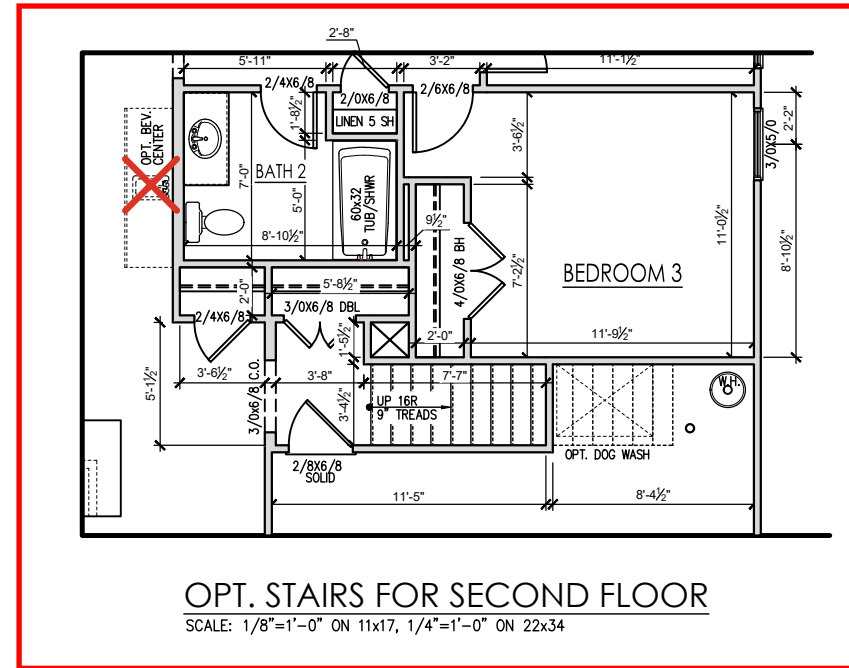 2'-8"
5'-11"
3'-2"
11'-1½"
2/4X6/8
2/0X6/8
2/6X6/8
LINEN 5 SH
1'-8½"
OPT. BEV.
CENTER
BATH 2
7'-0"
5'-0"
60x32
TUB/SHWR
8'-10½"
9½"
3'-6½"
3/0X5/0
2'-2"
11'-0½"
8'-10½"
7'-2½"
4/0X6/8 BH
BEDROOM 3
5'-8½"
2'-0"
2/4X6/8
3/0X6/8 DBL
1'-5½"
2'-0"
11'-9½"
5'-1½"
3'-6½"
3/0x6/8 C.O.
3'-8"
7'-7"
3'-4½"
UP 16R
9" TREADS
W.H.
2/8X6/8
SOLID
OPT. DOG WASH
11'-5"
8'-4½"
OPT. STAIRS FOR SECOND FLOOR
SCALE: 1/8"=1'-0" ON 11x17, 1/4"=1'-0" ON 22x34